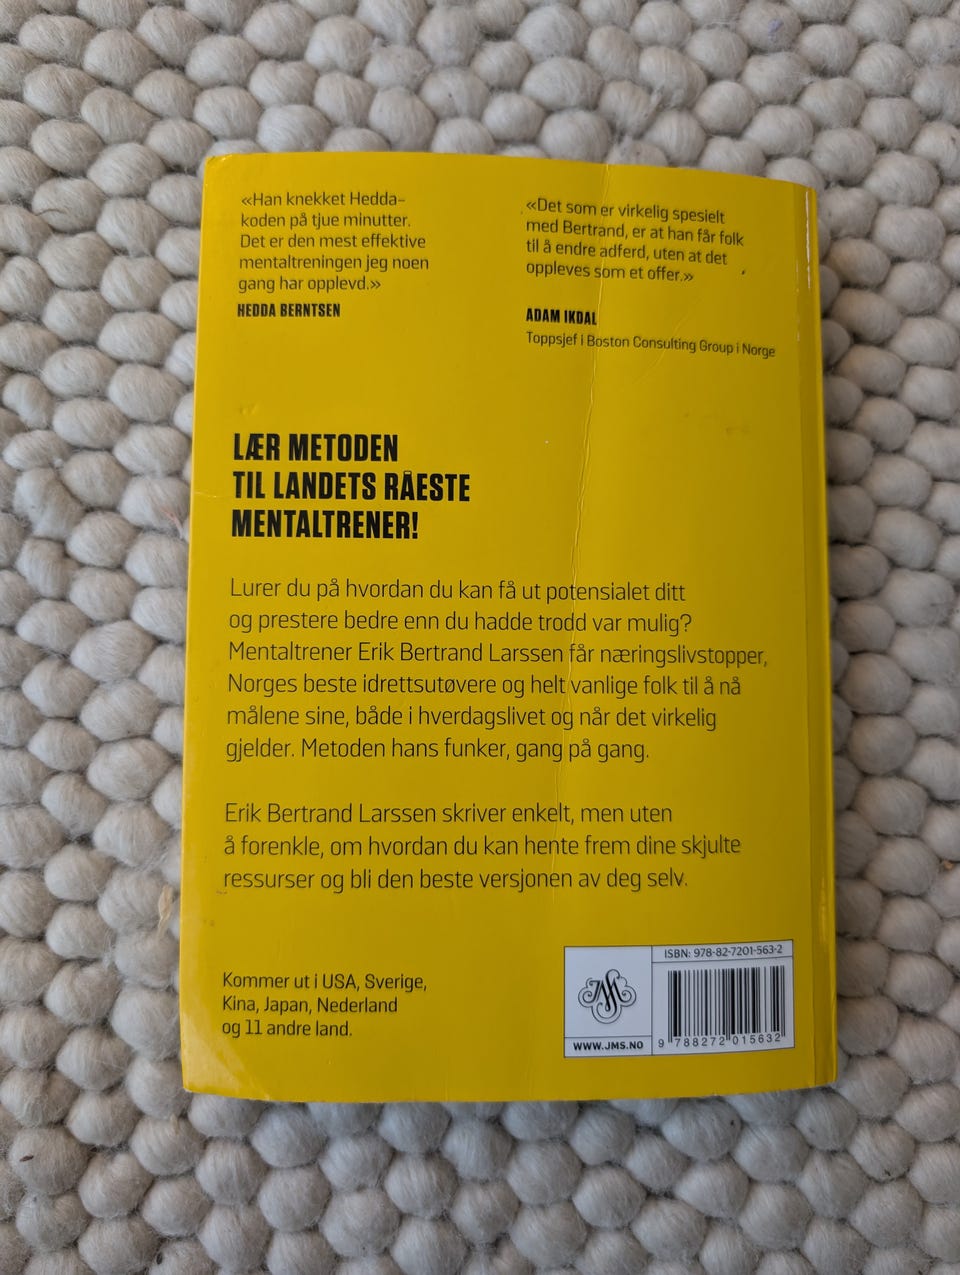 «Han knekket Hedda-
koden på tjue minutter.
Det er den mest effektive
mentaltreningen jeg noen
gang har opplevd.»
HEDDA BERNTSEN
«Det som er virkelig spesielt
med Bertrand, er at han får folk
til å endre adferd, uten at det
oppleves som et offer.»
ADAM IKDAL
Toppsjef i Boston Consulting Group i Norge
LÆR METODEN
TIL LANDETS RÅESTE
MENTALTRENER!
Lurer du på hvordan du kan få ut potensialet ditt
og prestere bedre enn du hadde trodd var mulig?
Mentaltrener Erik Bertrand Larssen får næringslivstopper,
Norges beste idrettsutøvere og helt vanlige folk til å nå
målene sine, både i hverdagslivet og når det virkelig
gjelder. Metoden hans funker, gang på gang.
Erik Bertrand Larssen skriver enkelt, men uten
å forenkle, om hvordan du kan hente frem dine skjulte
ressurser og bli den beste versjonen av deg selv.
Kommer ut i USA, Sverige,
Kina, Japan, Nederland
og 11 andre land.
ISBN: 978-82-7201-563-2
JMS
WWW.JMS.NO
9 788272 015632